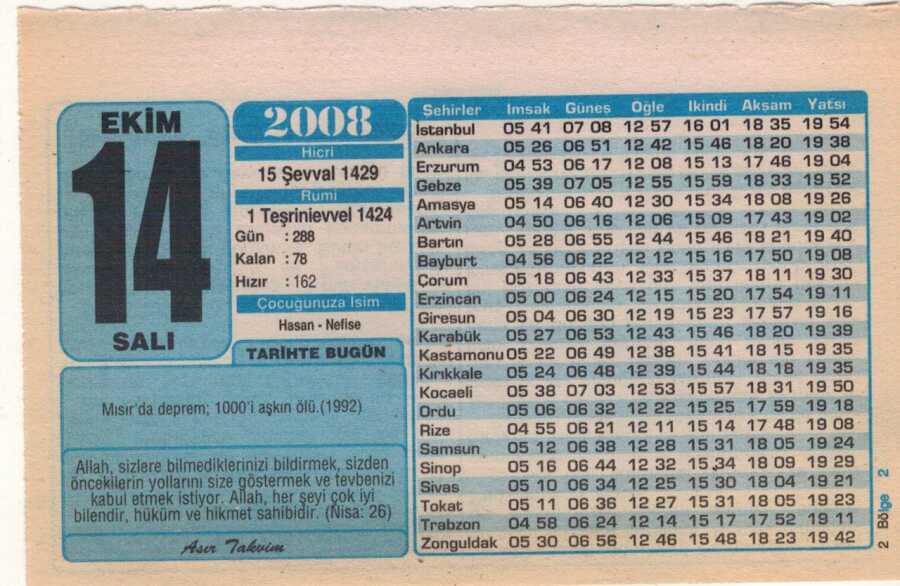 EKİM
14
SALI
2008
Hicri
15 Şevval 1429
Rumi
1 Teşrinievvel 1424
Gün : 288
Kalan : 78
Hızır : 162
Çocuğunuza İsim
Hasan - Nefise
TARİHTE BUGÜN
Mısır'da deprem; 1000'i aşkın ölü.(1992)
Allah, sizlere bilmediklerinizi bildirmek, sizden
öncekilerin yollarını size göstermek ve tevbenizi
kabul etmek istiyor. Allah, her şeyi çok iyi
bilendir, hüküm ve hikmet sahibidir. (Nisa: 26)
Asır Takvim
Şehirler İmsak Güneş Öğle İkindi Akşam Yatsı
İstanbul 05 41 07 08 12 57 16 01 18 35 19 54
Ankara 05 26 06 51 12 42 15 46 18 20 19 38
Erzurum 04 53 06 17 12 08 15 13 17 46 19 04
Gebze 05 39 07 05 12 55 15 59 18 33 19 52
Amasya 05 14 06 40 12 30 15 34 18 08 19 26
Artvin 04 50 06 16 12 06 15 09 17 43 19 02
Bartın 05 28 06 55 12 44 15 46 18 21 19 40
Bayburt 04 56 06 22 12 12 15 16 17 50 19 08
Çorum 05 18 06 43 12 33 15 37 18 11 19 30
Erzincan 05 00 06 24 12 15 15 20 17 54 19 11
Giresun 05 04 06 30 12 19 15 23 17 57 19 16
Karabük 05 27 06 53 12 43 15 46 18 20 19 39
Kastamonu 05 22 06 49 12 38 15 41 18 15 19 35
Kırıkkale 05 24 06 48 12 39 15 44 18 18 19 35
Kocaeli 05 38 07 03 12 53 15 57 18 31 19 50
Ordu 05 06 06 32 12 22 15 25 17 59 19 18
Rize 04 55 06 21 12 11 15 14 17 48 19 08
Samsun 05 12 06 38 12 28 15 31 18 05 19 24
Sinop 05 16 06 44 12 32 15 34 18 09 19 29
Sivas 05 10 06 34 12 25 15 30 18 04 19 21
Tokat 05 11 06 36 12 27 15 31 18 05 19 23
Trabzon 04 58 06 24 12 14 15 17 17 52 19 11
Zonguldak 05 30 06 56 12 46 15 48 18 23 19 42
2 Bölge 2